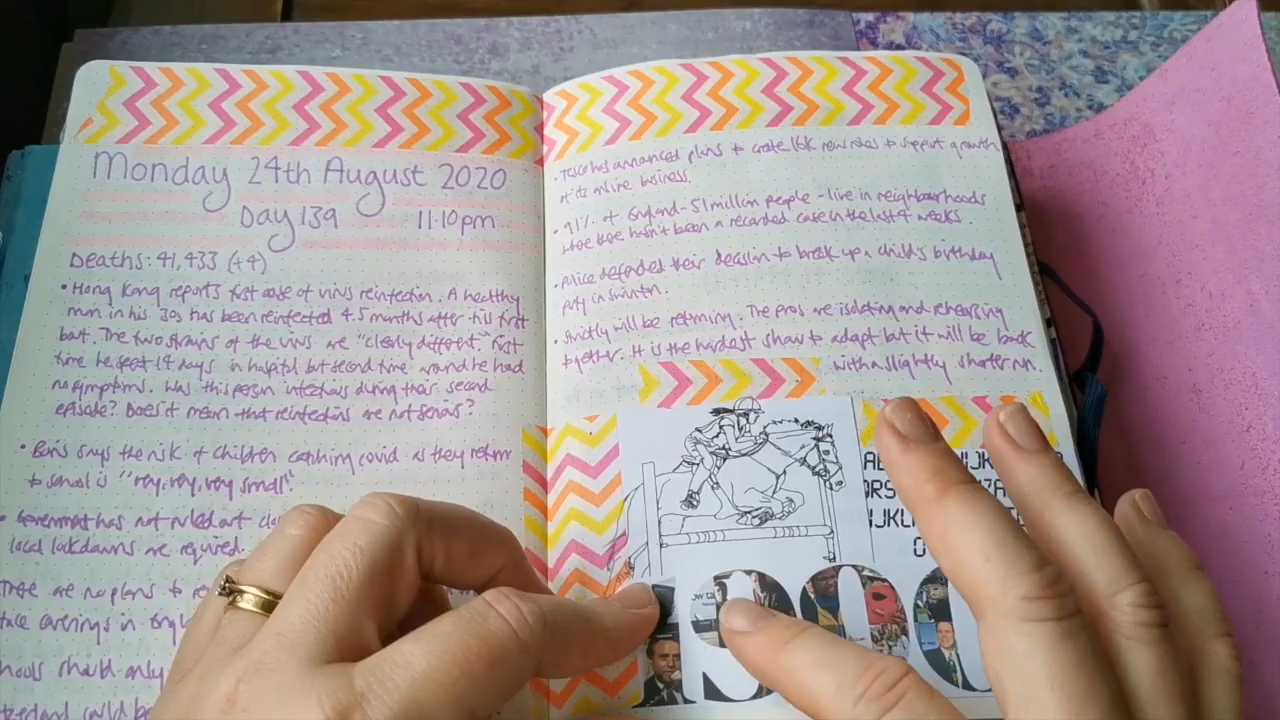 Monday 24th August 2020
Day 139 11:10pm
Deaths: 41,433 (+4)
• Hong Kong reports first case of virus reinfection. A healthy
man in his 30s has been reinfected 4.5 months after his first
bout. The two strains of the virus are "clearly different" First
time he spent 14 days in hospital but second time around he had
no symptoms. Was this person infectious during their second
episode? Does it mean that reinfections are not serious?
• Boris says the risk of children catching covid as they return
to school is "very, very, very small"
• Government has not ruled out
local lockdowns are required.
There are no plans to
face coverings in
should only
could be
• Tesco has announced plans to create 16k new roles to support growth
of its online business.
• 91% of England - 51 million people - live in neighbourhoods
where there hasn't been a recorded case in the last 4 weeks.
• Police defended their decision to break up a child's birthday
party in Swinton.
• Strictly will be returning. The pros are isolating and rehearsing
together. It is the hardest show to adapt but it will be back
with a slightly shorter run.